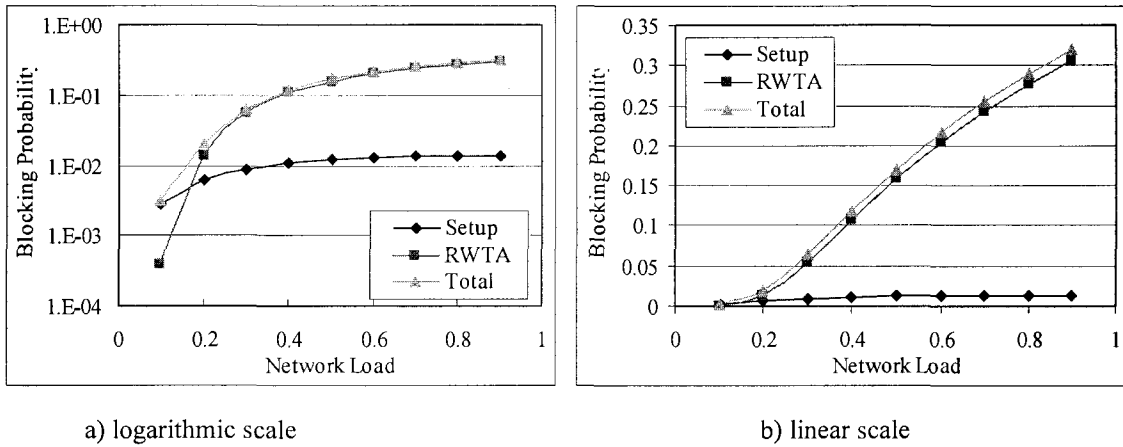 Blocking Probability
1.E+00
1.E-01
1.E-02
1.E-03
1.E-04
Setup
RWTA
Total
0
0.2
0.4
0.6
0.8
1
Network Load
a) logarithmic scale
Blocking Probability
0.35
0.3
0.25
0.2
0.15
0.1
0.05
0
Setup
RWTA
Total
0
0.2
0.4
0.6
0.8
1
Network Load
b) linear scale